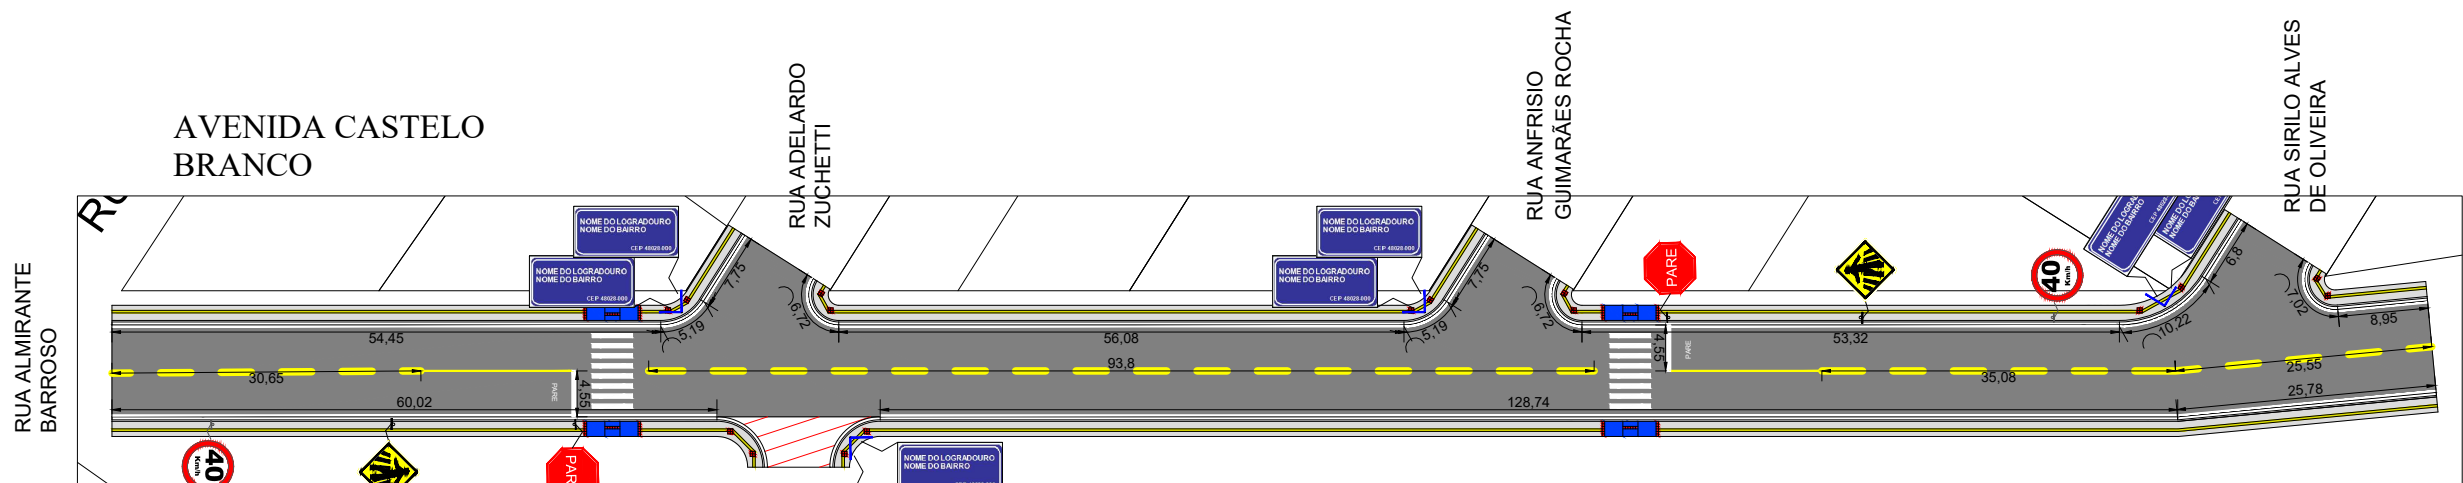 AVENIDA CASTELO
BRANCO
RUA ALMIRANTE
BARROSO
RUA ADELARDO
ZUCHETTI
RUA ANFRISIO
GUIMARÃES ROCHA
RUA SIRILO ALVES
DE OLIVEIRA
NOME DO LOGRADOURO
NOME DO BAIRRO
CEP 48028-000
NOME DO LOGRADOURO
NOME DO BAIRRO
CEP 48028-000
NOME DO LOGRADOURO
NOME DO BAIRRO
CEP 48028-000
NOME DO LOGRADOURO
NOME DO BAIRRO
CEP 48028-000
PARE
40
Km/h
7,75
6,72
5,19
7,75
6,72
5,19
6,8
10,22
7,02
8,95
54,45
56,08
53,32
4,55
PARE
30,65
93,8
35,08
25,55
PARE
4,55
60,02
128,74
25,78
40
Km/h
NOME DO LOGRADOURO
NOME DO BAIRRO